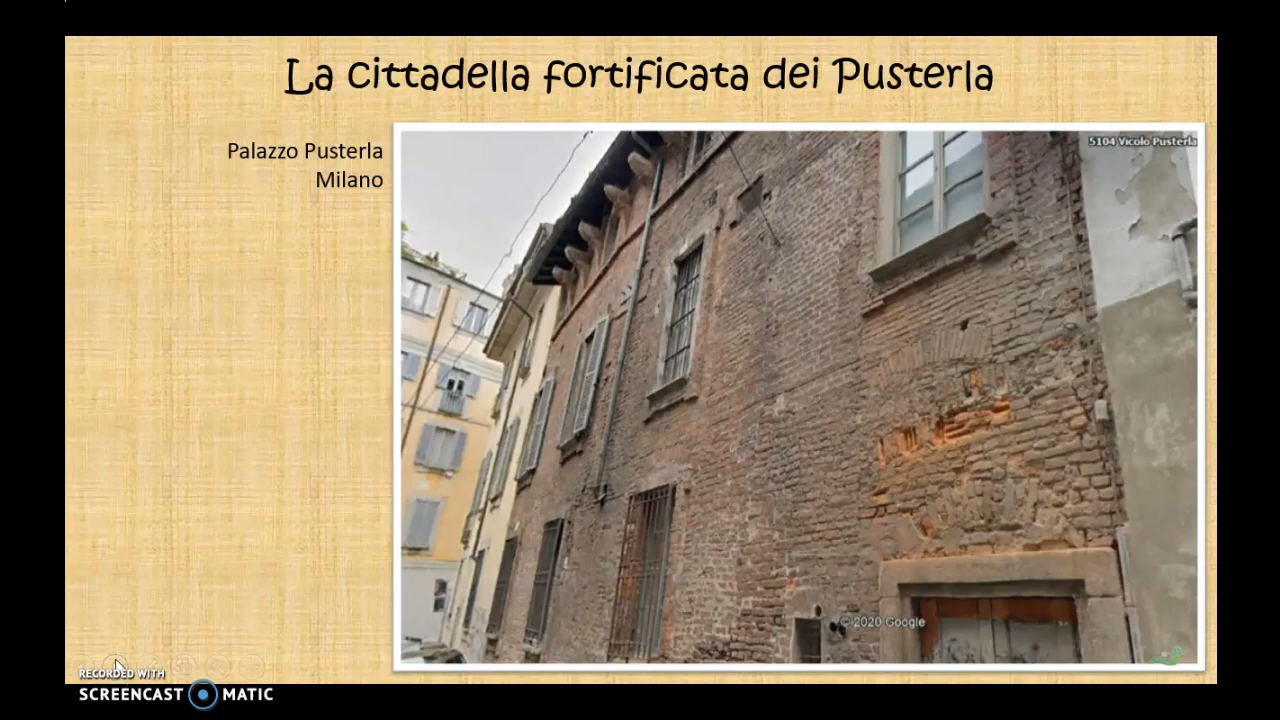 La cittadella fortificata dei Pusterla
Palazzo Pusterla
Milano
5104 Vicolo Pusterla
© 2020 Google
RECORDED WITH
SCREENCAST MATIC